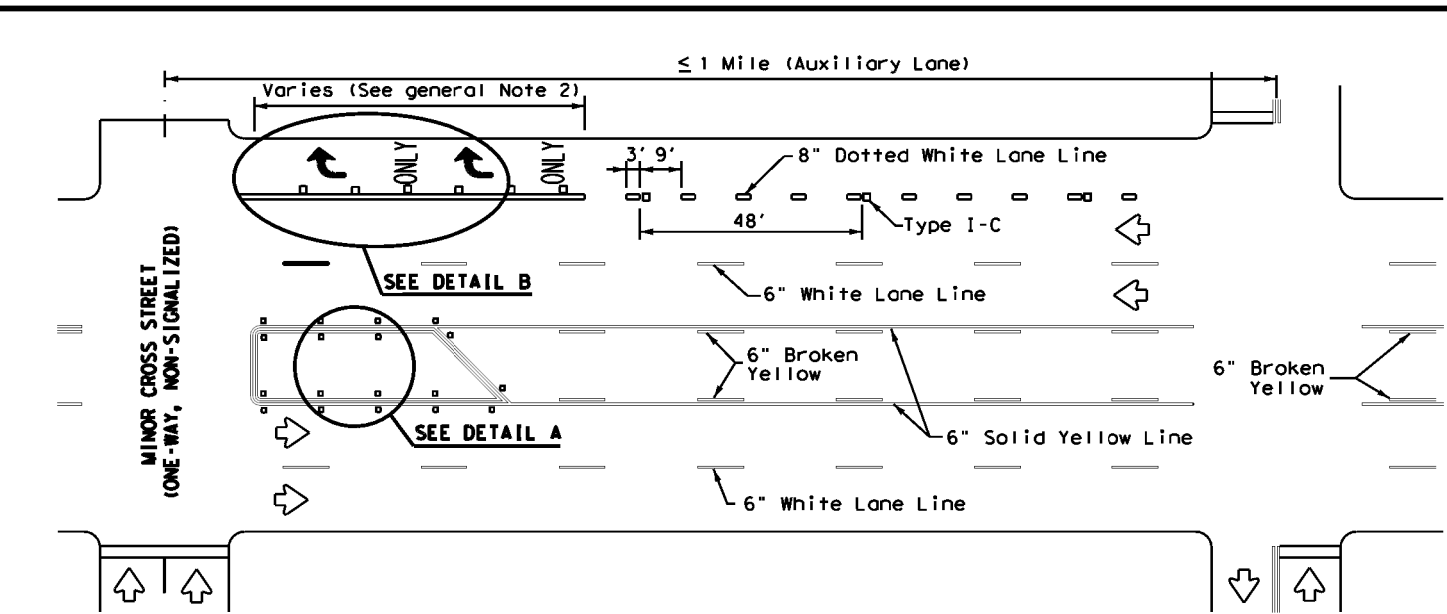 ≤ 1 Mile (Auxiliary Lane)
Varies (See general Note 2)
ONLY
ONLY
3' 9'
8" Dotted White Lane Line
48'
Type I-C
SEE DETAIL B
6" White Lane Line
MINOR CROSS STREET
(ONE-WAY, NON-SIGNALIZED)
6" Broken
Yellow
6" Broken
Yellow
SEE DETAIL A
6" Solid Yellow Line
6" White Lane Line